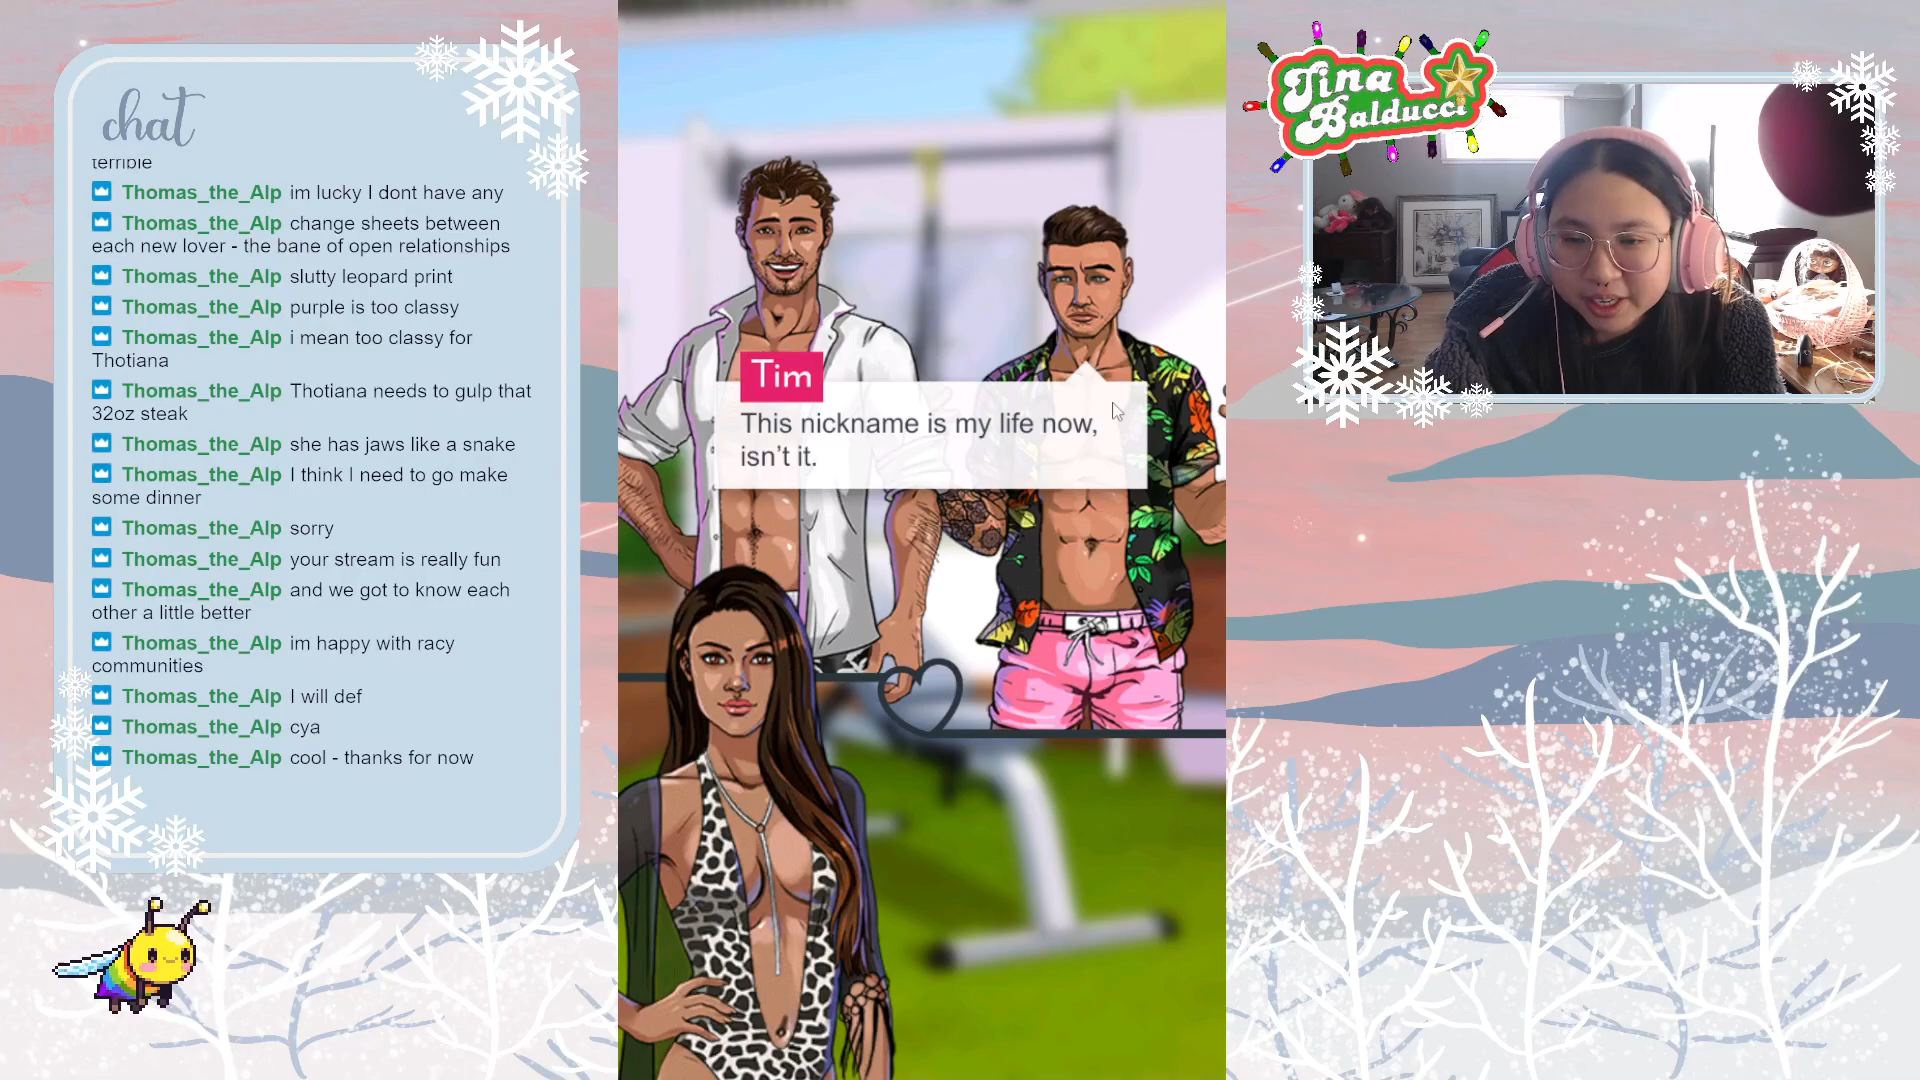 chat
terrible
Thomas_the_Alp im lucky I dont have any
Thomas_the_Alp change sheets between
each new lover - the bane of open relationships
Thomas_the_Alp slutty leopard print
Thomas_the_Alp purple is too classy
Thomas_the_Alp i mean too classy for
Thotiana
Thomas_the_Alp Thotiana needs to gulp that
32oz steak
Thomas_the_Alp she has jaws like a snake
Thomas_the_Alp I think I need to go make
some dinner
Thomas_the_Alp sorry
Thomas_the_Alp your stream is really fun
Thomas_the_Alp and we got to know each
other a little better
Thomas_the_Alp im happy with racy
communities
Thomas_the_Alp I will def
Thomas_the_Alp cya
Thomas_the_Alp cool - thanks for now
Tim
This nickname is my life now,
isn't it.
Tina
Balducci